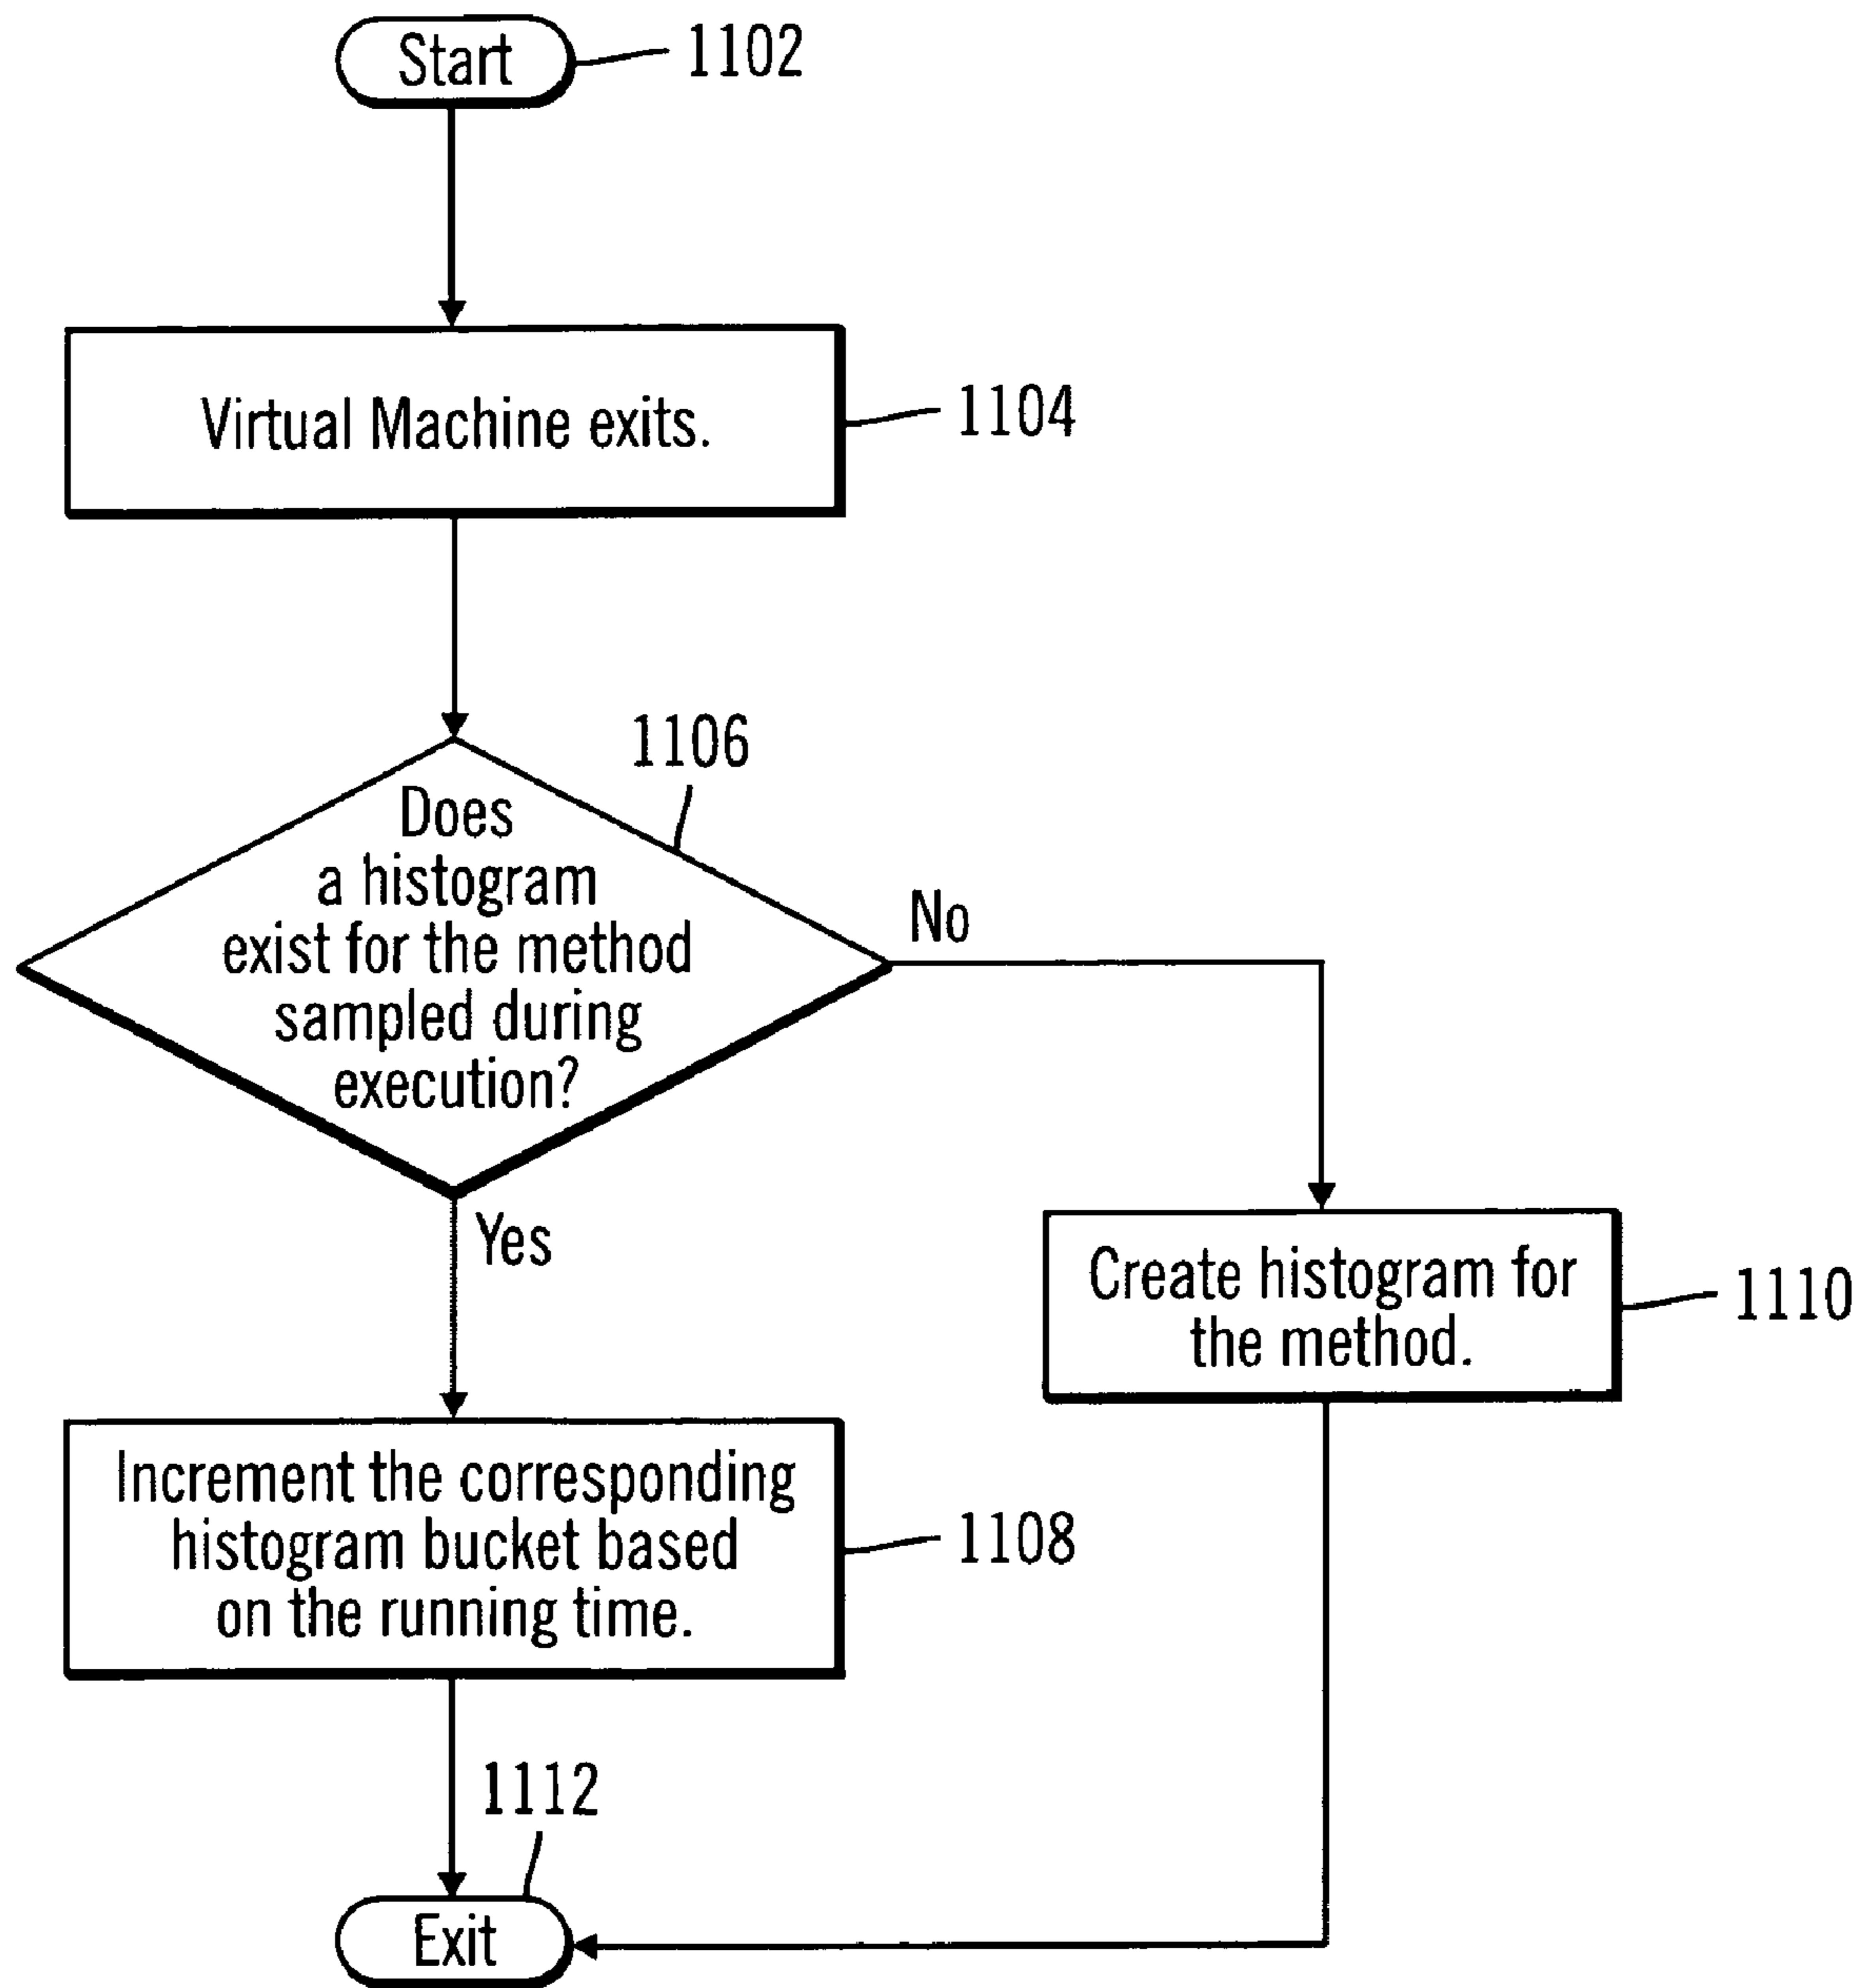 Start
1102
Virtual Machine exits.
1104
1106
Does
a histogram
exist for the method
sampled during
execution?
No
Yes
Create histogram for
the method.
1110
Increment the corresponding
histogram bucket based
on the running time.
1108
1112
Exit